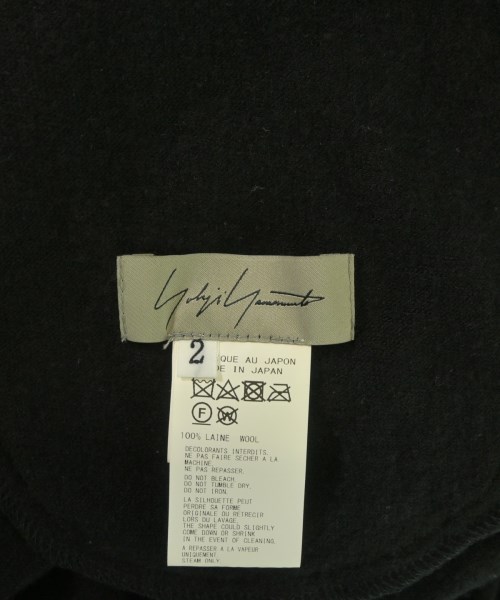 Yohji Yamamoto
2
QUE AU JAPON
E IN JAPAN
F W
100% LAINE WOOL
DECOLORANTS INTERDITS.
NE PAS FAIRE SECHER A LA
MACHINE.
NE PAS REPASSER.
DO NOT BLEACH.
DO NOT TUMBLE DRY.
DO NOT IRON.
LA SILHOUETTE PEUT
PERDRE SA FORME
ORIGINALE OU RETRECIR
LORS DU LAVAGE.
THE SHAPE COULD SLIGHTLY
COME DOWN OR SHRINK
IN THE EVENT OF CLEANING.
A REPASSER A LA VAPEUR
UNIQUEMENT.
STEAM ONLY.